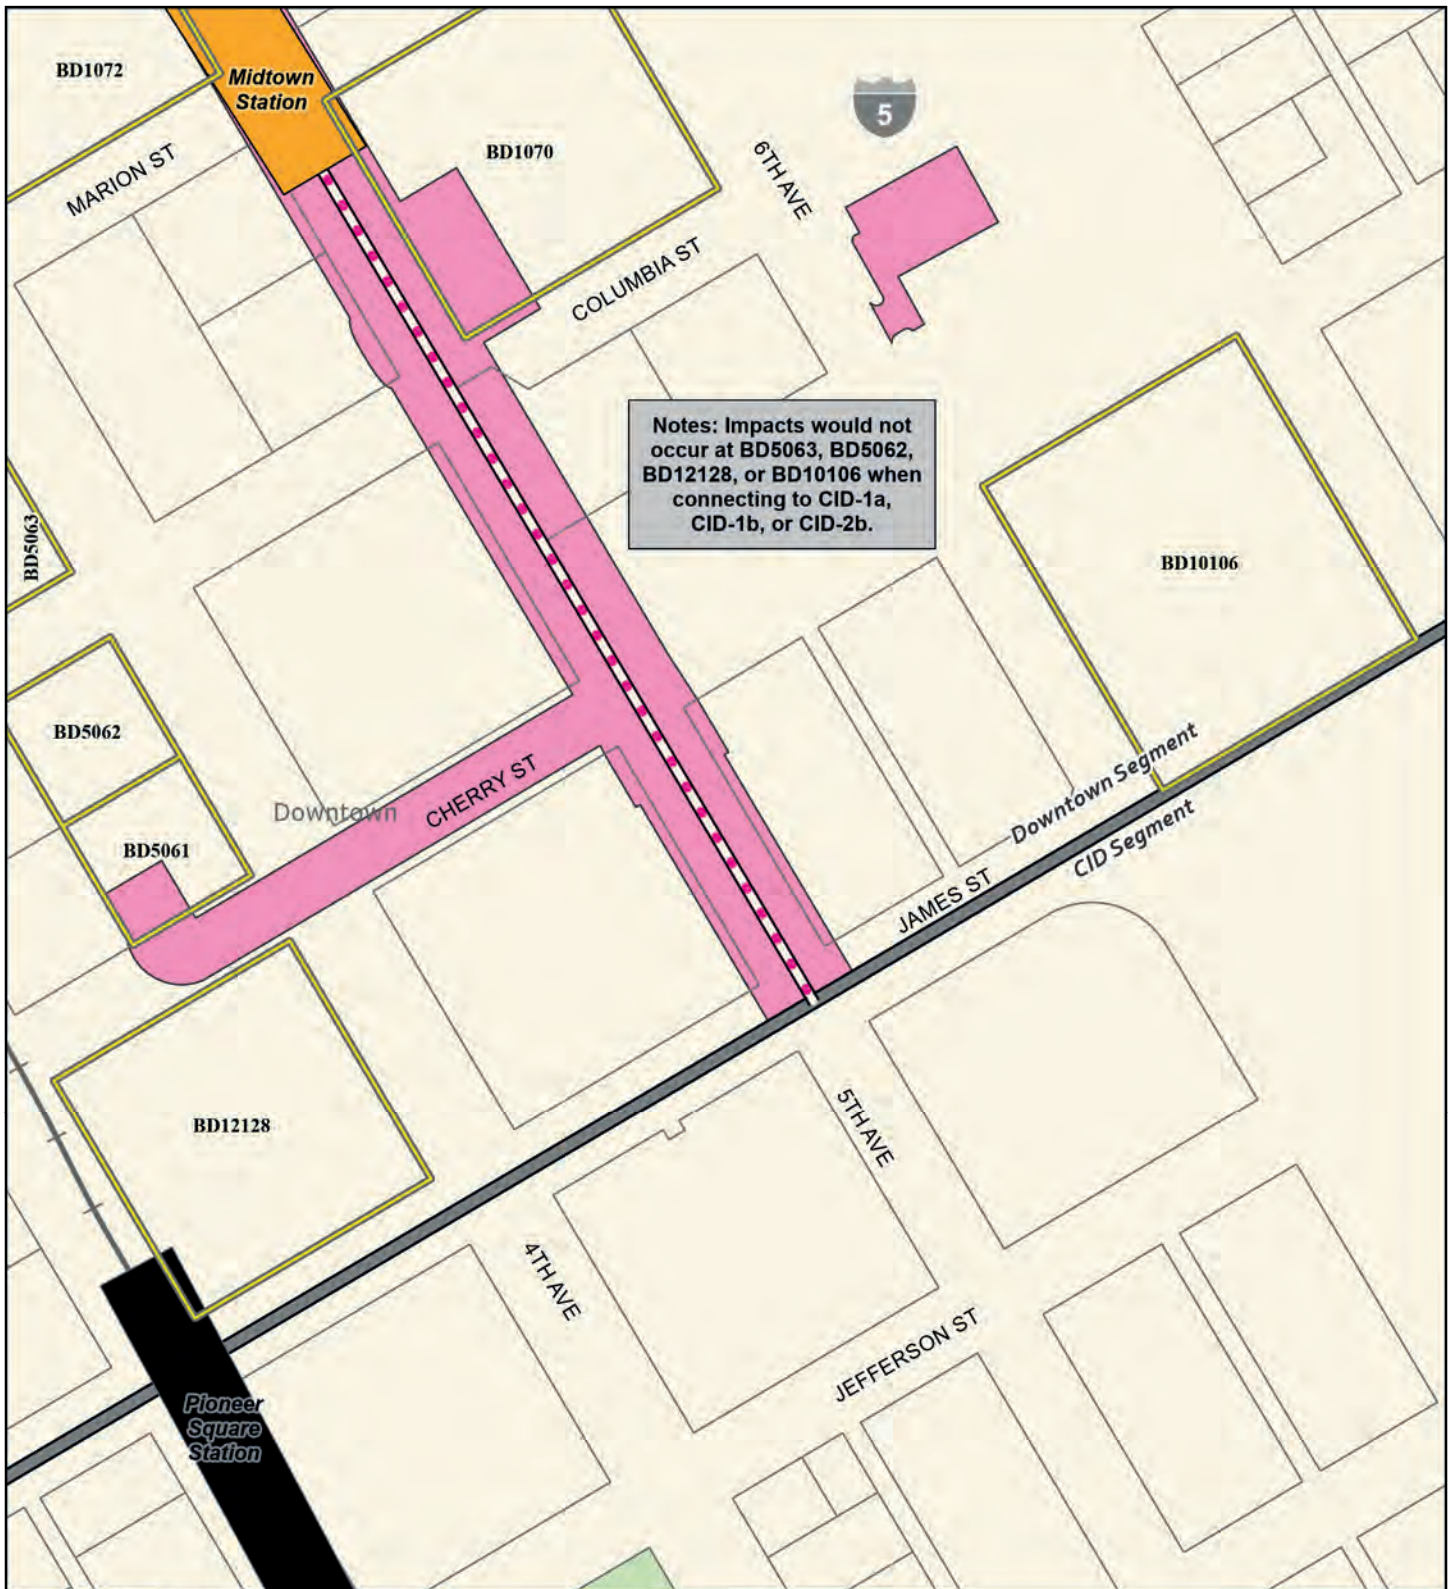 BD1072
Midtown
Station
MARION ST
BD1070
5
6TH AVE
COLUMBIA ST
Notes: Impacts would not
occur at BD5063, BD5062,
BD12128, or BD10106 when
connecting to CID-1a,
CID-1b, or CID-2b.
BD5063
BD10106
BD5062
Downtown
CHERRY ST
Downtown Segment
CID Segment
BD5061
JAMES ST
BD12128
5TH AVE
4TH AVE
JEFFERSON ST
Pioneer
Square
Station